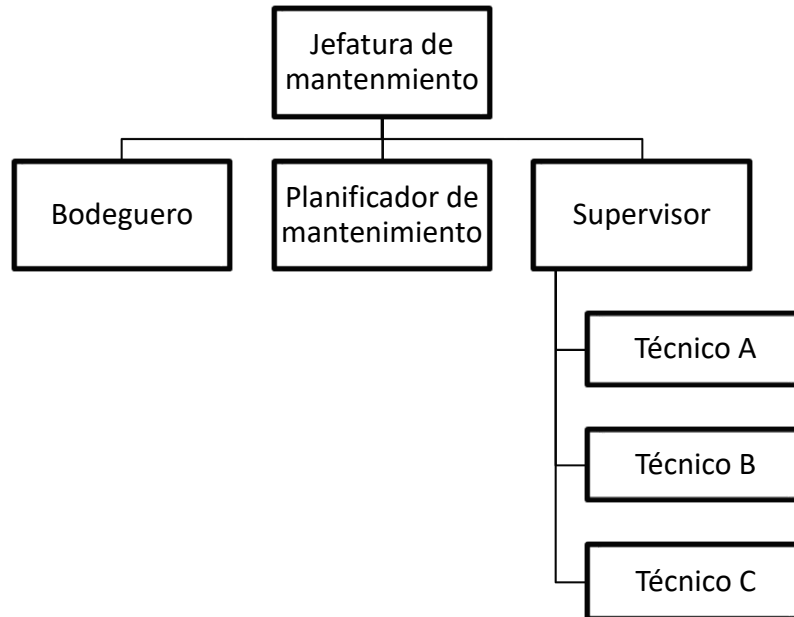 Jefatura de
mantenmiento
Bodeguero
Planificador de
mantenimiento
Supervisor
Técnico A
Técnico B
Técnico C